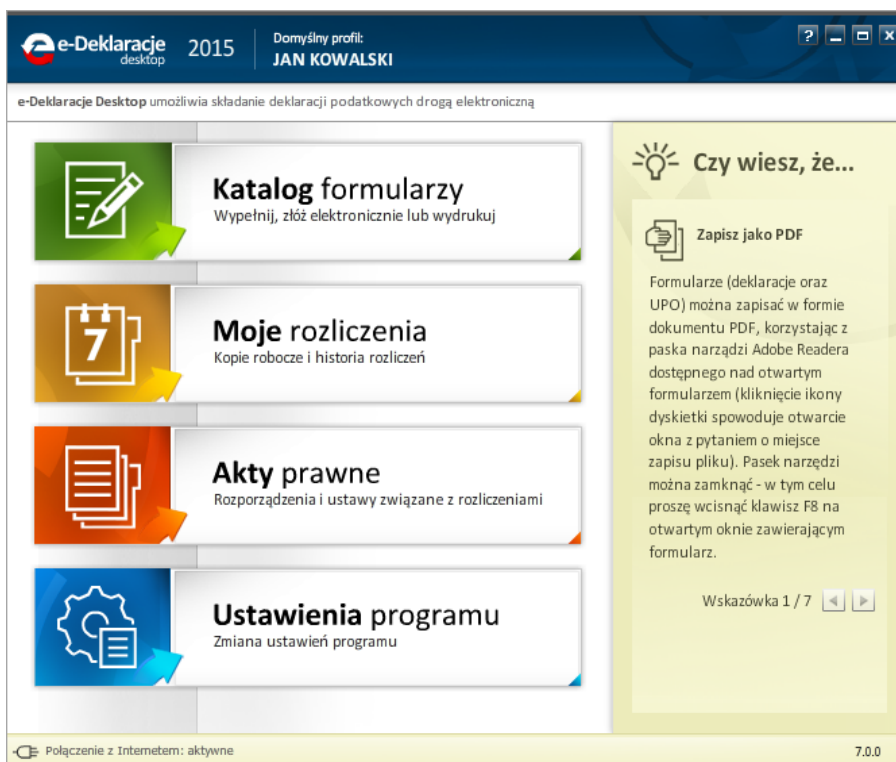 e-Deklaracje
desktop
2015
Domyślny profil:
JAN KOWALSKI
?
e-Deklaracje Desktop umożliwia składanie deklaracji podatkowych drogą elektroniczną
Katalog formularzy
Wypełnij, złóż elektronicznie lub wydrukuj
7
Moje rozliczenia
Kopie robocze i historia rozliczeń
Akty prawne
Rozporządzenia i ustawy związane z rozliczeniami
Ustawienia programu
Zmiana ustawień programu
Czy wiesz, że...
Zapisz jako PDF
Formularze (deklaracje oraz
UPO) można zapisać w formie
dokumentu PDF, korzystając z
paska narządzi Adobe Readera
dostępnego nad otwartym
formularzem (kliknięcie ikony
dyskietki spowoduje otwarcie
okna z pytaniem o miejsce
zapisu pliku). Pasek narzędzi
można zamknąć - w tym celu
proszę wcisnąć klawisz F8 na
otwartym oknie zawierającym
formularz.
Wskazówka 1 / 7
Połączenie z Internetem: aktywne
7.0.0